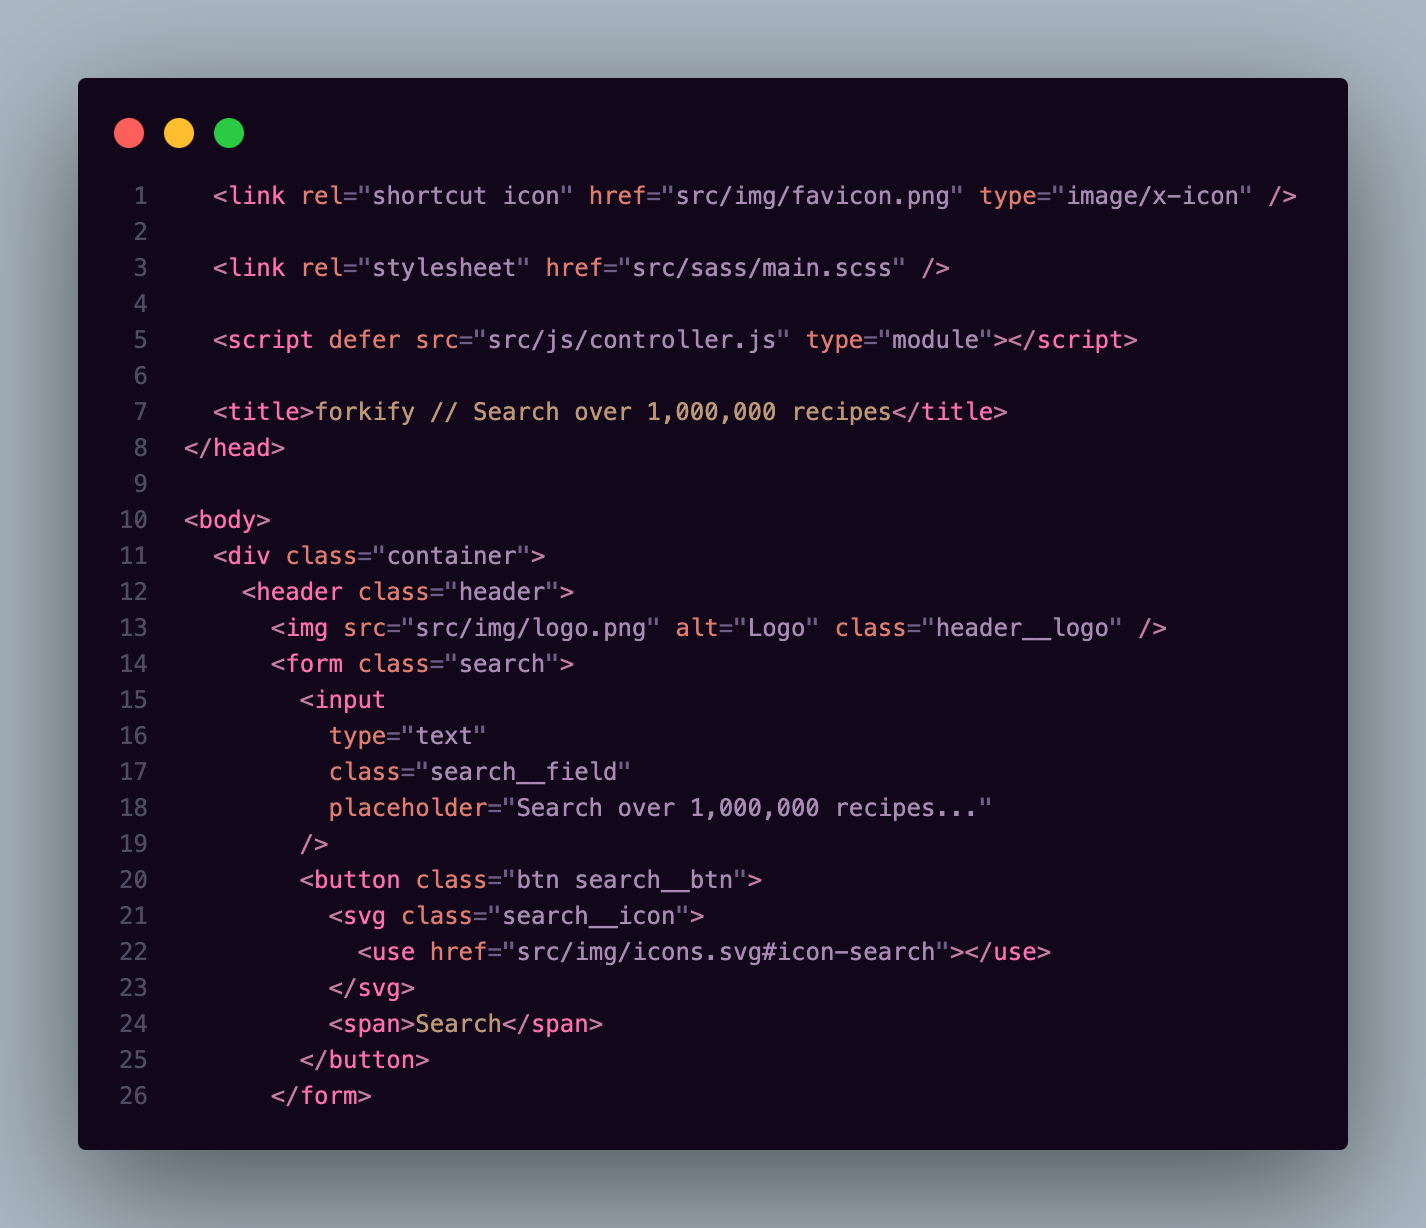 1 <link rel="shortcut icon" href="src/img/favicon.png" type="image/x-icon" />
2
3 <link rel="stylesheet" href="src/sass/main.scss" />
4
5 <script defer src="src/js/controller.js" type="module"></script>
6
7 <title>forkify // Search over 1,000,000 recipes</title>
8 </head>
9
10 <body>
11 <div class="container">
12 <header class="header">
13 <img src="src/img/logo.png" alt="Logo" class="header__logo" />
14 <form class="search">
15 <input
16 type="text"
17 class="search__field"
18 placeholder="Search over 1,000,000 recipes..."
19 />
20 <button class="btn search__btn">
21 <svg class="search__icon">
22 <use href="src/img/icons.svg#icon-search"></use>
23 </svg>
24 <span>Search</span>
25 </button>
26 </form>